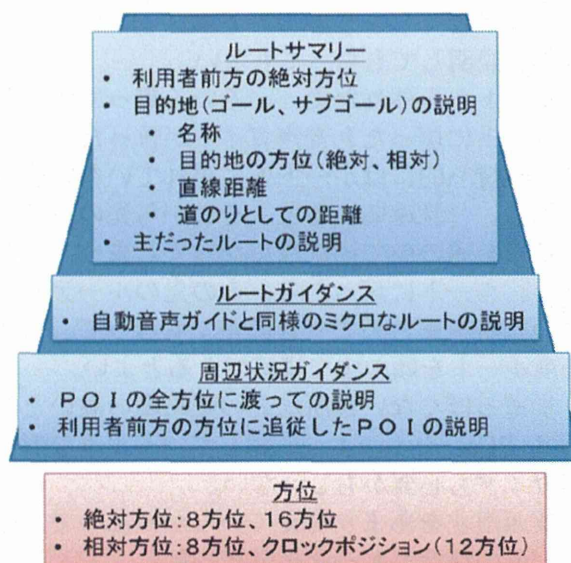 ルートサマリー
• 利用者前方の絶対方位
• 目的地(ゴール、サブゴール)の説明
• 名称
• 目的地の方位(絶対、相対)
• 直線距離
• 道のりとしての距離
• 主だったルートの説明
ルートガイダンス
• 自動音声ガイドと同様のミクロなルートの説明
周辺状況ガイダンス
• POIの全方位に渡っての説明
• 利用者前方の方位に追従したPOIの説明
方位
• 絶対方位:8方位、16方位
• 相対方位:8方位、クロックポジション(12方位)